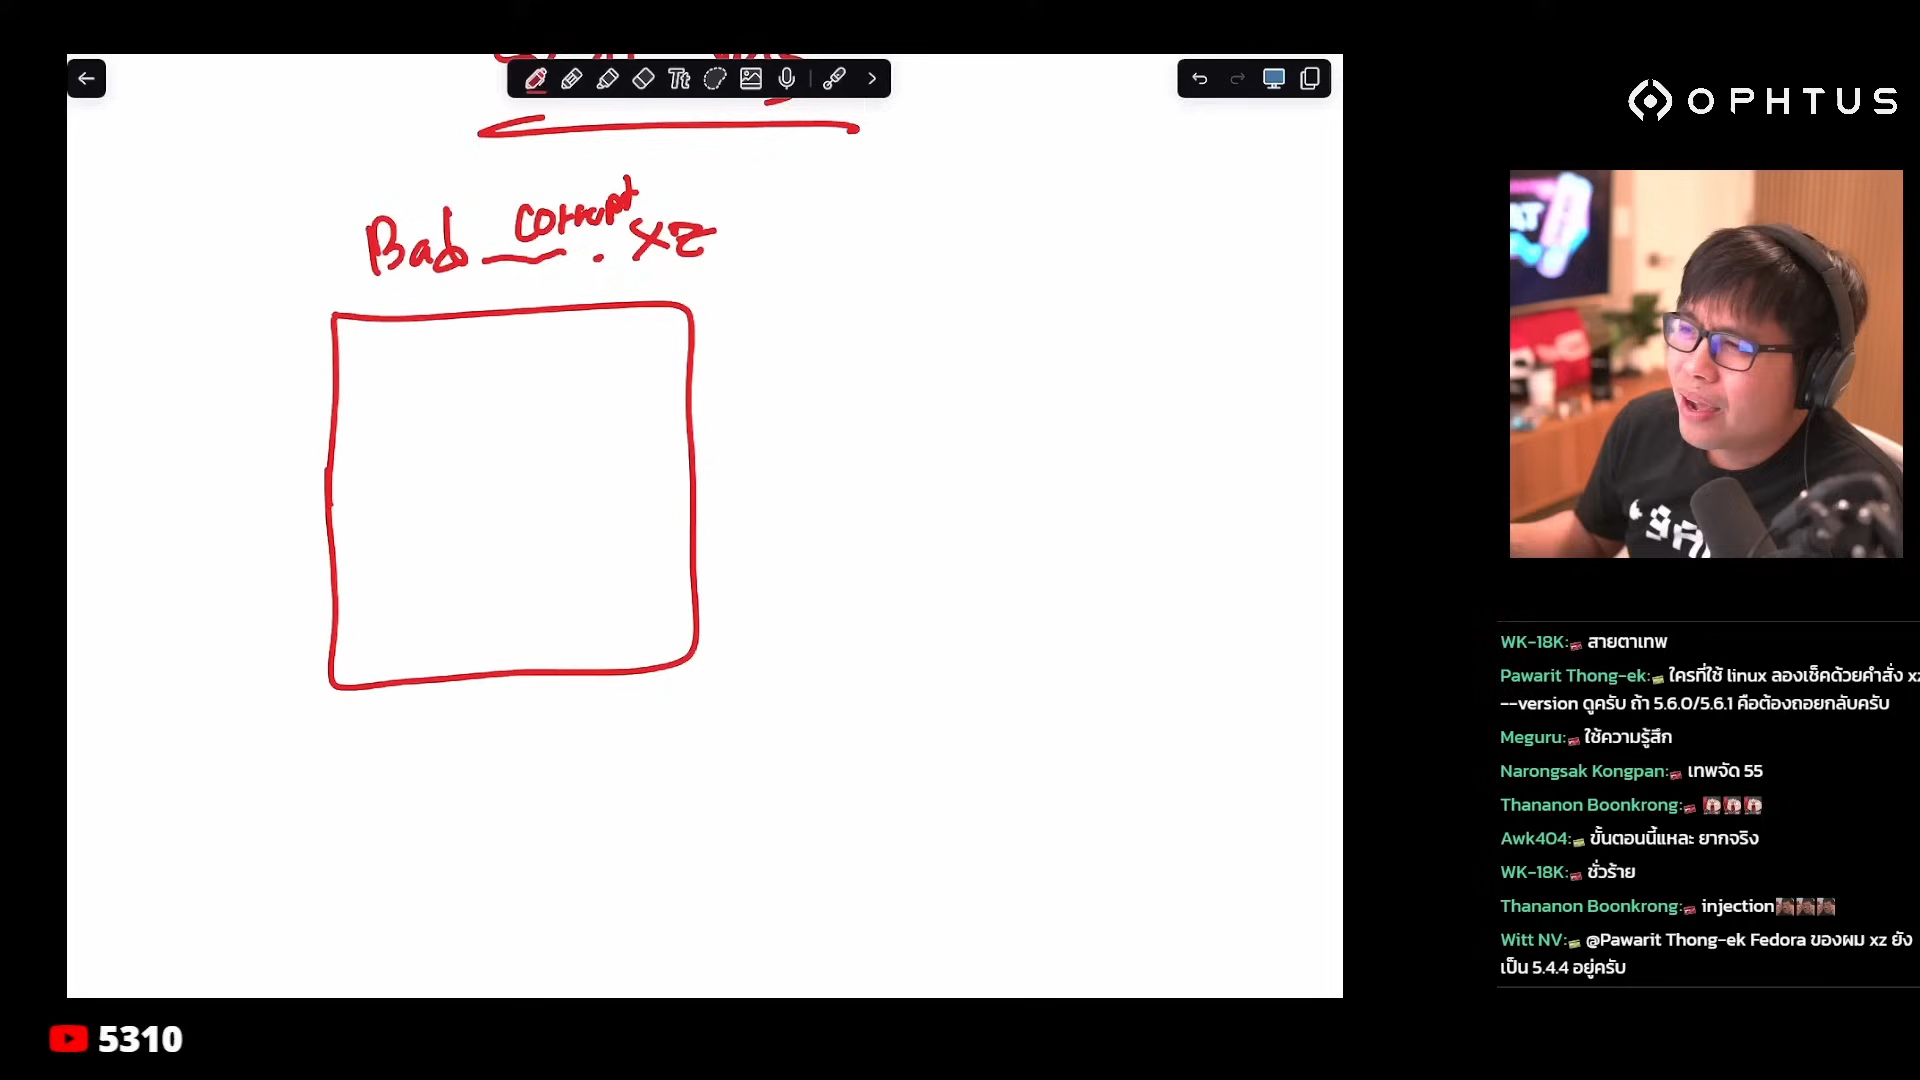 Tt
OPHTUS
corrupt
Bad __ . xz
WK-18K: สายตาเทพ
Pawarit Thong-ek: ใครที่ใช้ linux ลองเช็คด้วยคำสั่ง xz
--version ดูครับ ถ้า 5.6.0/5.6.1 คือต้องถอยกลับครับ
Meguru: ใช้ความรู้สึก
Narongsak Kongpan: เทพจัด 55
Thananon Boonkrong:
Awk404: ขั้นตอนนี้แหละ ยากจริง
WK-18K: ชั่วร้าย
Thananon Boonkrong: injection
Witt NV: @Pawarit Thong-ek Fedora ของผม xz ยัง
เป็น 5.4.4 อยู่ครับ
5310